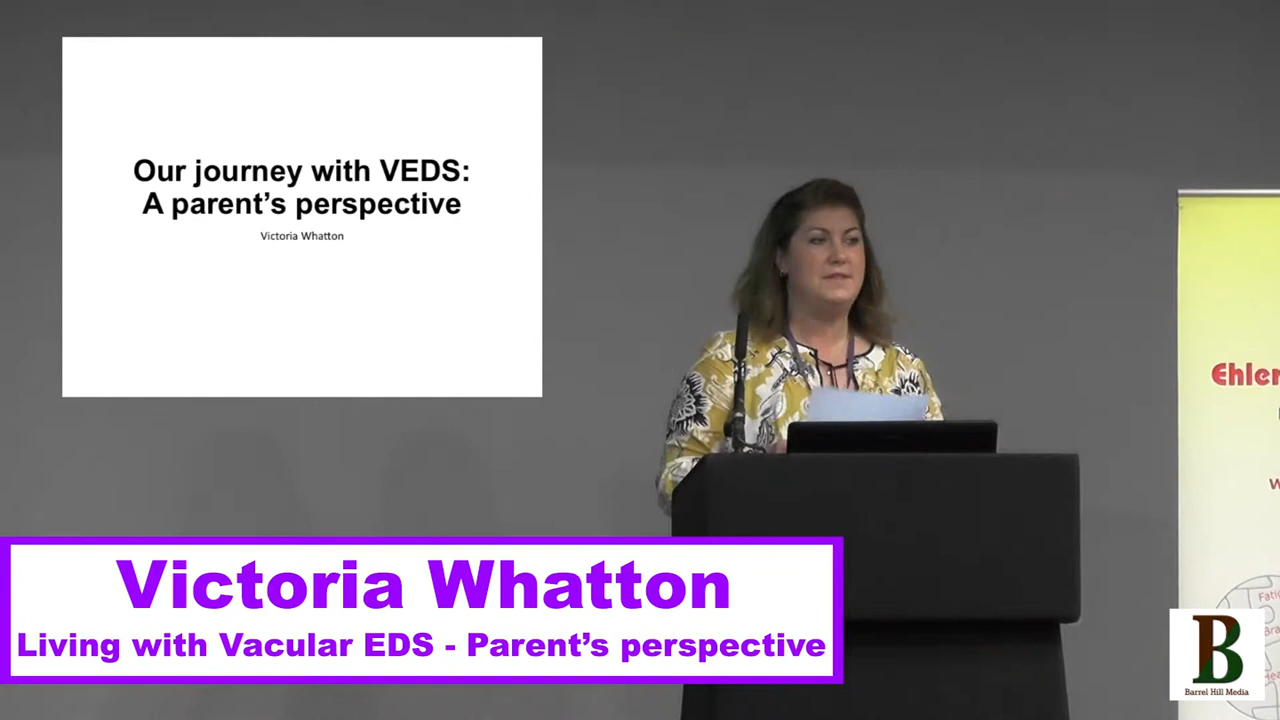 Our journey with VEDS:
A parent’s perspective
Victoria Whatton
Victoria Whatton
Living with Vacular EDS - Parent’s perspective
B
Barrel Hill Media